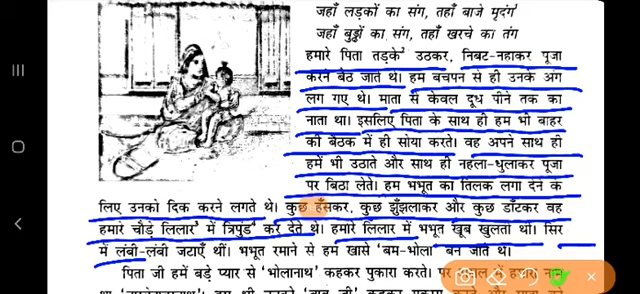 जहाँ लड़कों का संग, तहाँ बाजे मृदंग
जहाँ बुड्ढों का संग, तहाँ खरचे का तंग
हमारे पिता तड़के उठकर, निबट-नहाकर पूजा
करने बैठ जाते थे। हम बचपन से ही उनके अंग
लग गए थे। माता से केवल दूध पीने तक का
नाता था। इसलिए पिता के साथ ही हम भी बाहर
की बैठक में ही सोया करते। वह अपने साथ ही
हमें भी उठाते और साथ ही नहला-धुलाकर पूजा
पर बिठा लेते। हम भभूत का तिलक लगा देने के
लिए उनको दिक करने लगते थे। कुछ हँसकर, कुछ झुँझलाकर और कुछ डाँटकर वह
हमारे चौड़े लिलार में त्रिपुंड कर देते थे। हमारे लिलार में भभूत खूब खुलती थी। सिर
में लंबी-लंबी जटाएँ थीं। भभूत रमाने से हम खासे 'बम-भोला' बन जाते थे।
पिता जी हमें बड़े प्यार से 'भोलानाथ' कहकर पुकारा करते। पर